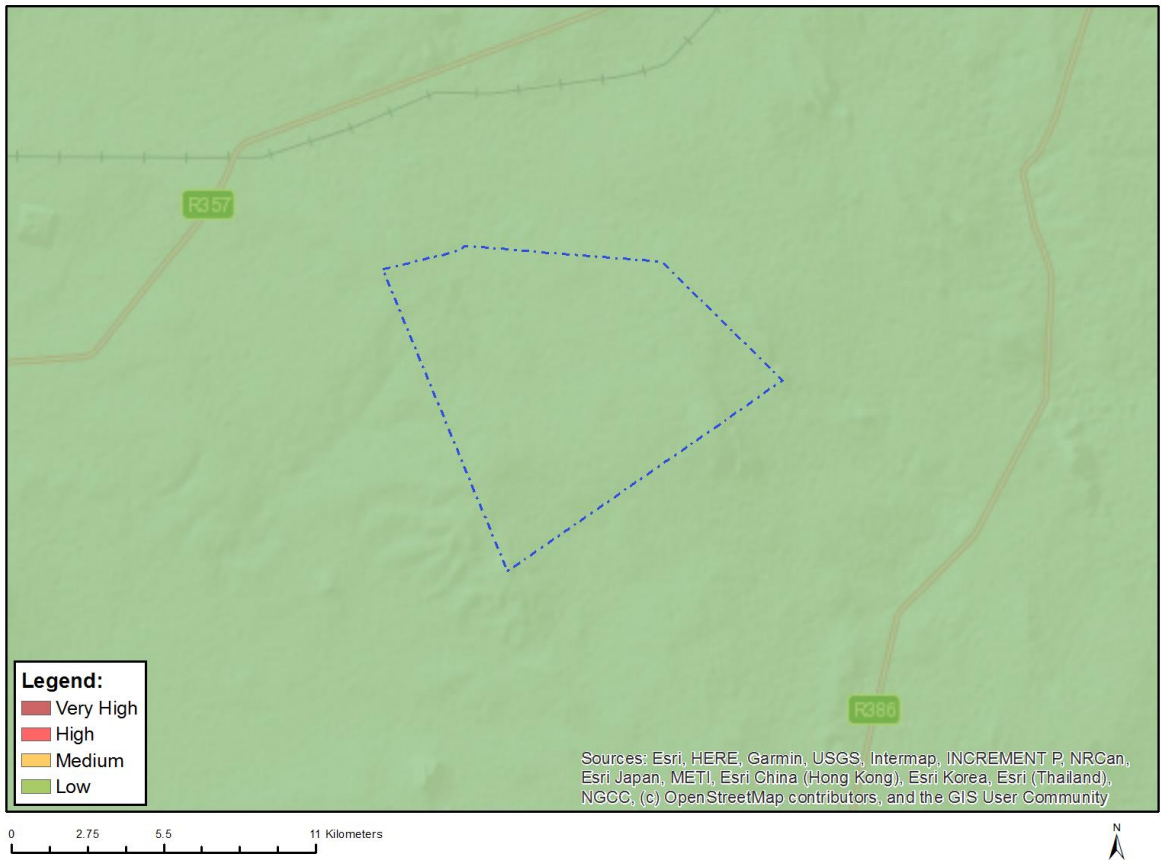 R357
R386
Legend:
Very High
High
Medium
Low
Sources: Esri, HERE, Garmin, USGS, Intermap, INCREMENT P, NRCan,
Esri Japan, METI, Esri China (Hong Kong), Esri Korea, Esri (Thailand),
NGCC, (c) OpenStreetMap contributors, and the GIS User Community
0 2.75 5.5 11 Kilometers
N